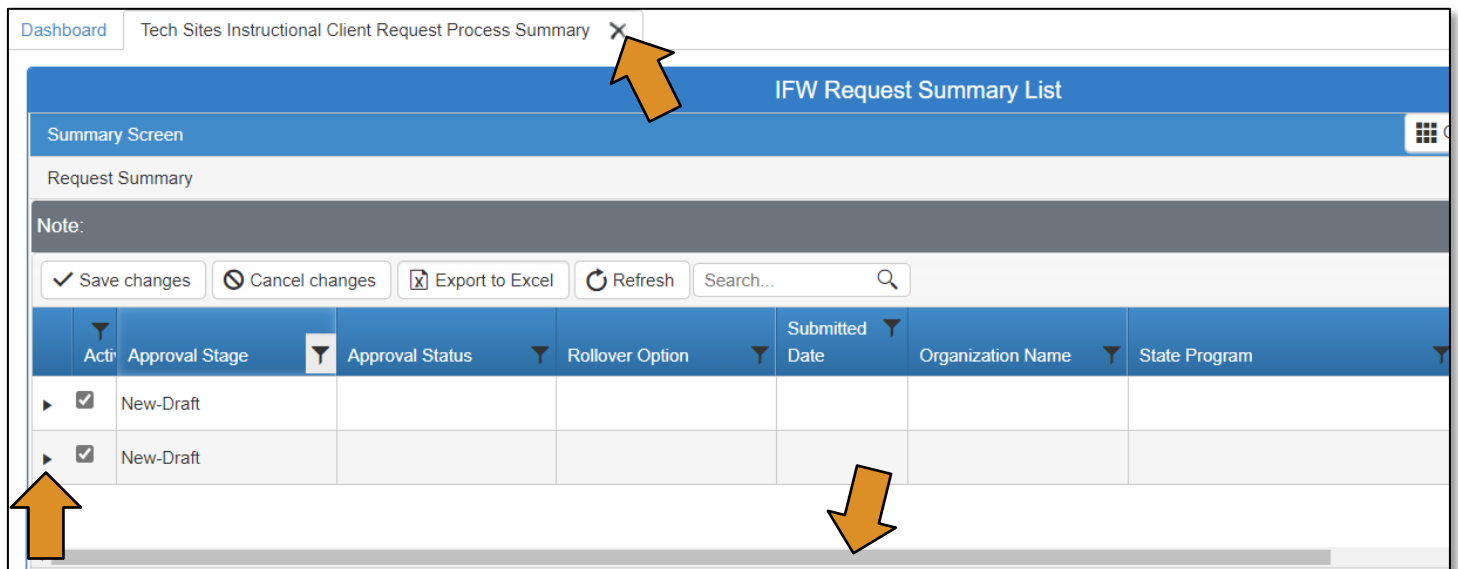 Dashboard Tech Sites Instructional Client Request Process Summary
IFW Request Summary List
Summary Screen
Request Summary
Note:
Save changes Cancel changes Export to Excel Refresh Search...
Acti Approval Stage Approval Status Rollover Option Submitted Date Organization Name State Program
New-Draft
New-Draft